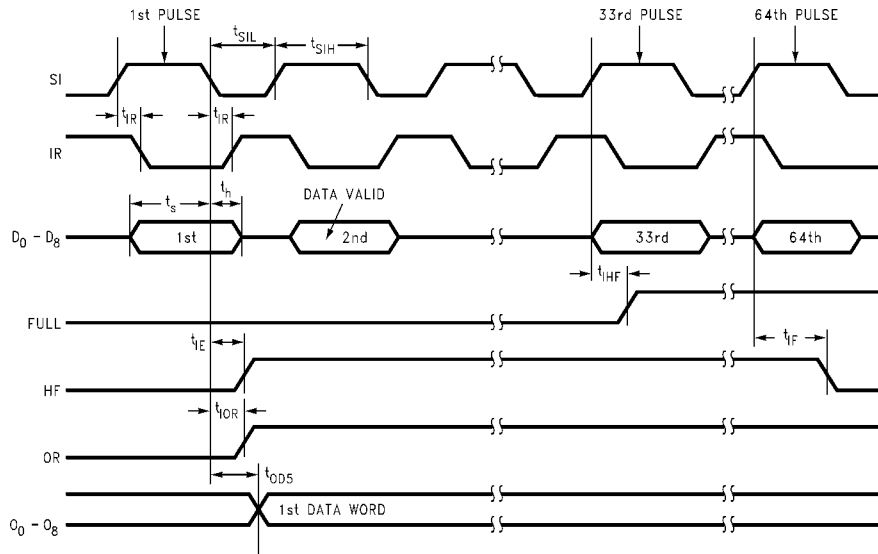 1st PULSE
33rd PULSE
64th PULSE
tSIL
tSIH
SI
tIR
tIR
IR
ts
th
DATA VALID
D0 - D8
1st
2nd
33rd
64th
tIHF
FULL
tIE
tIF
HF
tIOR
OR
tOD5
1st DATA WORD
O0 - O8